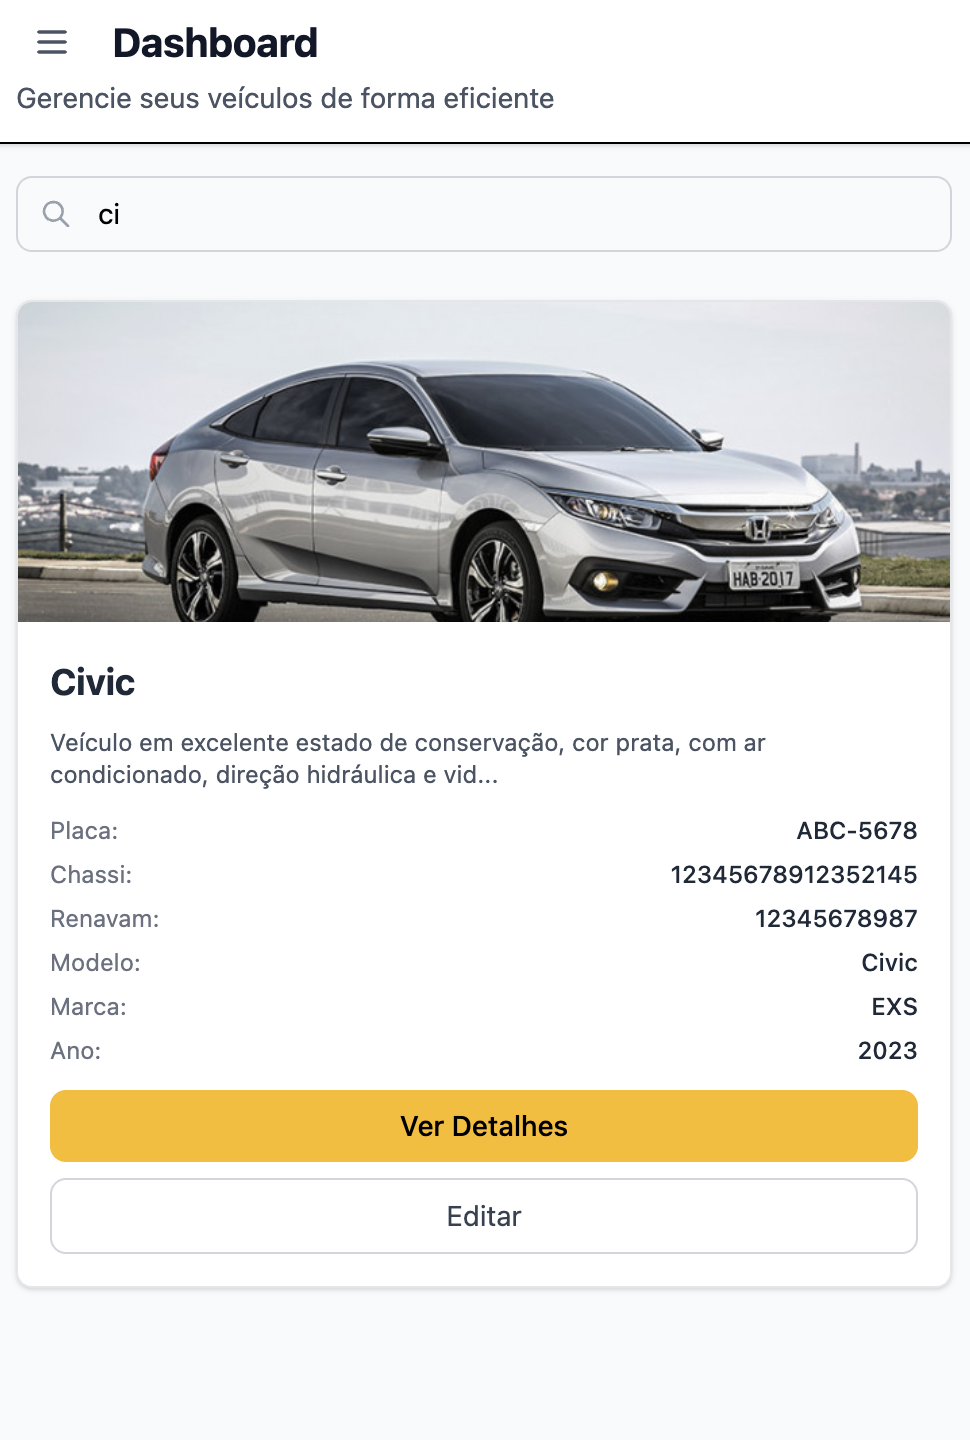 Dashboard
Gerencie seus veículos de forma eficiente
ci
HAB-2017
Civic
Veículo em excelente estado de conservação, cor prata, com ar
condicionado, direção hidráulica e vid...
Placa: ABC-5678
Chassi: 12345678912352145
Renavam: 12345678987
Modelo: Civic
Marca: EXS
Ano: 2023
Ver Detalhes
Editar